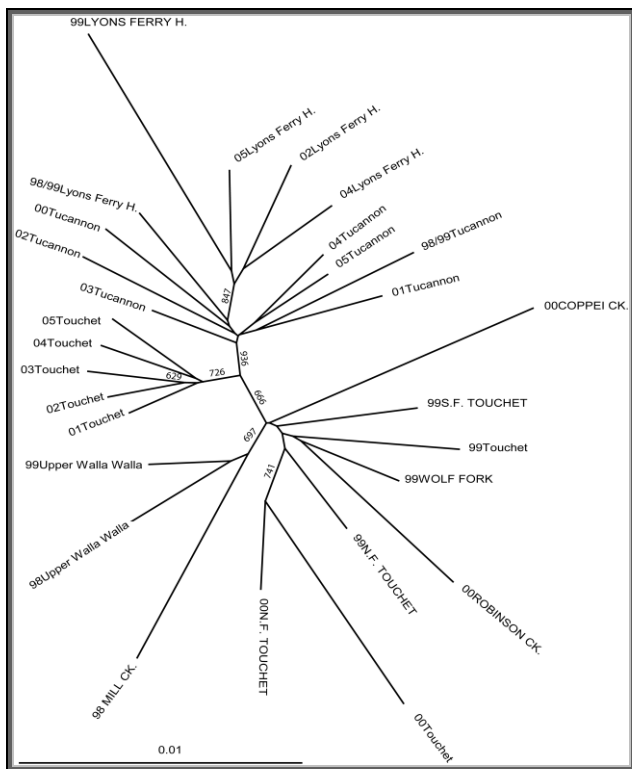 99LYONS FERRY H.
05Lyons Ferry H.
02Lyons Ferry H.
04Lyons Ferry H.
98/99Lyons Ferry H.
00Tucannon
02Tucannon
04Tucannon
05Tucannon
98/99Tucannon
03Tucannon
01Tucannon
847
00COPPEI CK.
05Touchet
04Touchet
936
03Touchet
629
726
02Touchet
666
01Touchet
99S.F. TOUCHET
697
99Touchet
99Upper Walla Walla
741
99WOLF FORK
98Upper Walla Walla
99N.F. TOUCHET
00ROBINSON CK.
00N.F. TOUCHET
98 MILL CK.
00Touchet
0.01